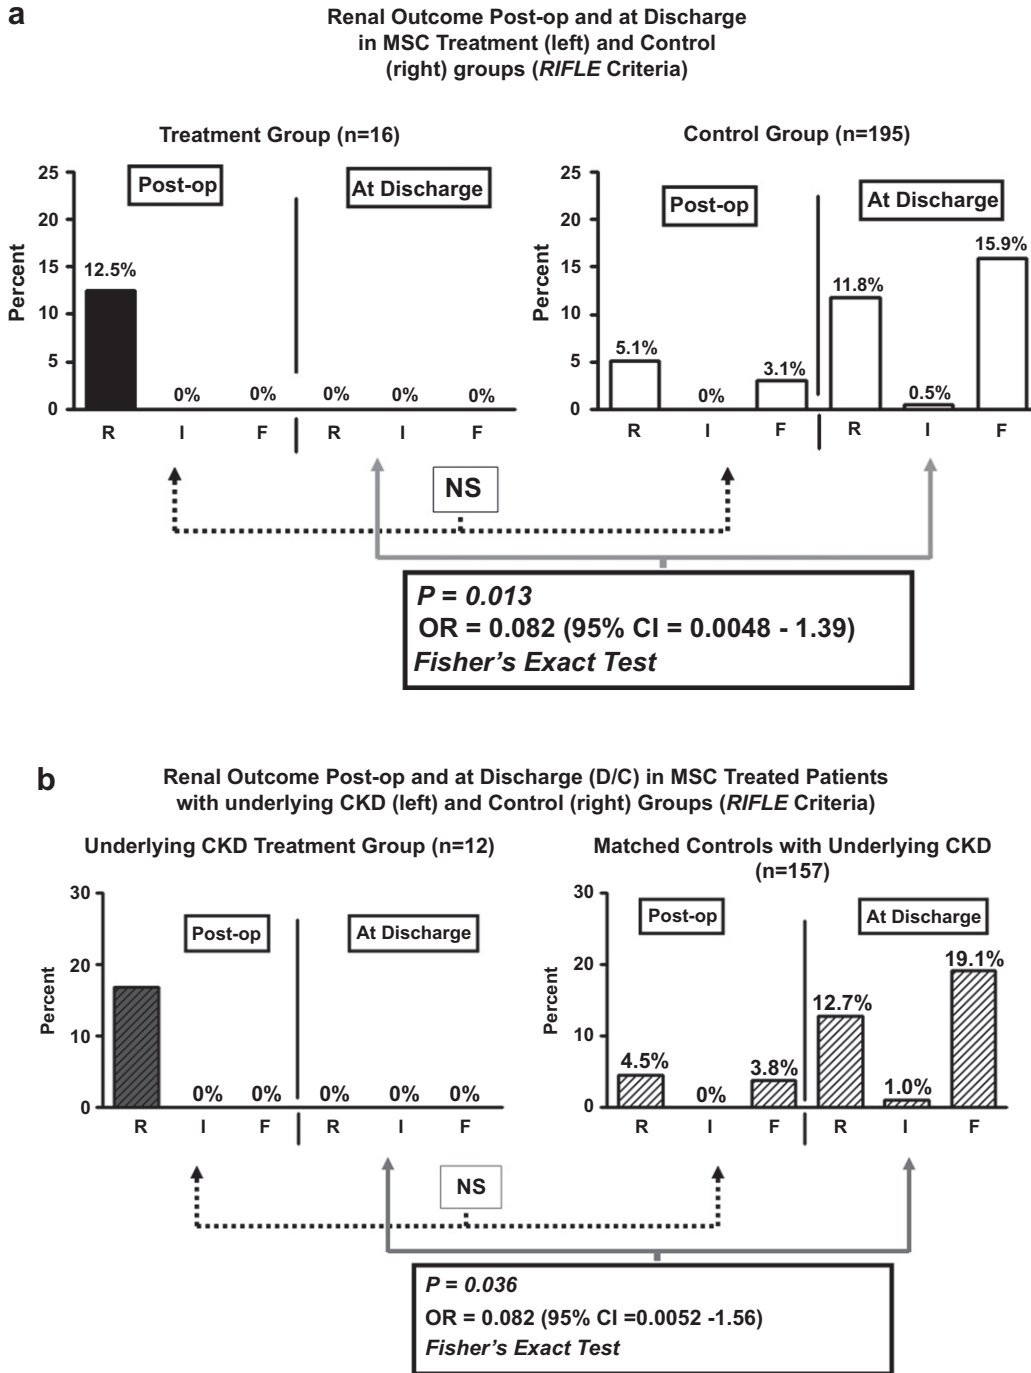 a
Renal Outcome Post-op and at Discharge
in MSC Treatment (left) and Control
(right) groups (RIFLE Criteria)
Treatment Group (n=16)
Post-op
At Discharge
Percent
25
20
15
10
5
0
12.5%
0%
0%
0%
0%
0%
R
I
F
R
I
F
Control Group (n=195)
Post-op
At Discharge
Percent
25
20
15
10
5
0
5.1%
0%
3.1%
11.8%
0.5%
15.9%
R
I
F
R
I
F
NS
P = 0.013
OR = 0.082 (95% CI = 0.0048 - 1.39)
Fisher's Exact Test
b
Renal Outcome Post-op and at Discharge (D/C) in MSC Treated Patients
with underlying CKD (left) and Control (right) Groups (RIFLE Criteria)
Underlying CKD Treatment Group (n=12)
Post-op
At Discharge
Percent
30
20
10
0
0%
0%
0%
0%
0%
R
I
F
R
I
F
Matched Controls with Underlying CKD
(n=157)
Post-op
At Discharge
Percent
30
20
10
0
4.5%
0%
3.8%
12.7%
1.0%
19.1%
R
I
F
R
I
F
NS
P = 0.036
OR = 0.082 (95% CI =0.0052 -1.56)
Fisher's Exact Test